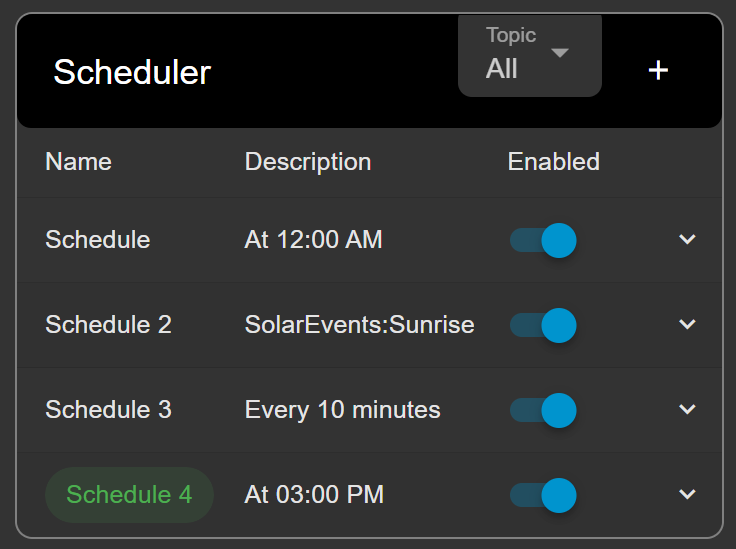 Scheduler
Topic
All
+
Name Description Enabled
Schedule At 12:00 AM
Schedule 2 SolarEvents:Sunrise
Schedule 3 Every 10 minutes
Schedule 4 At 03:00 PM